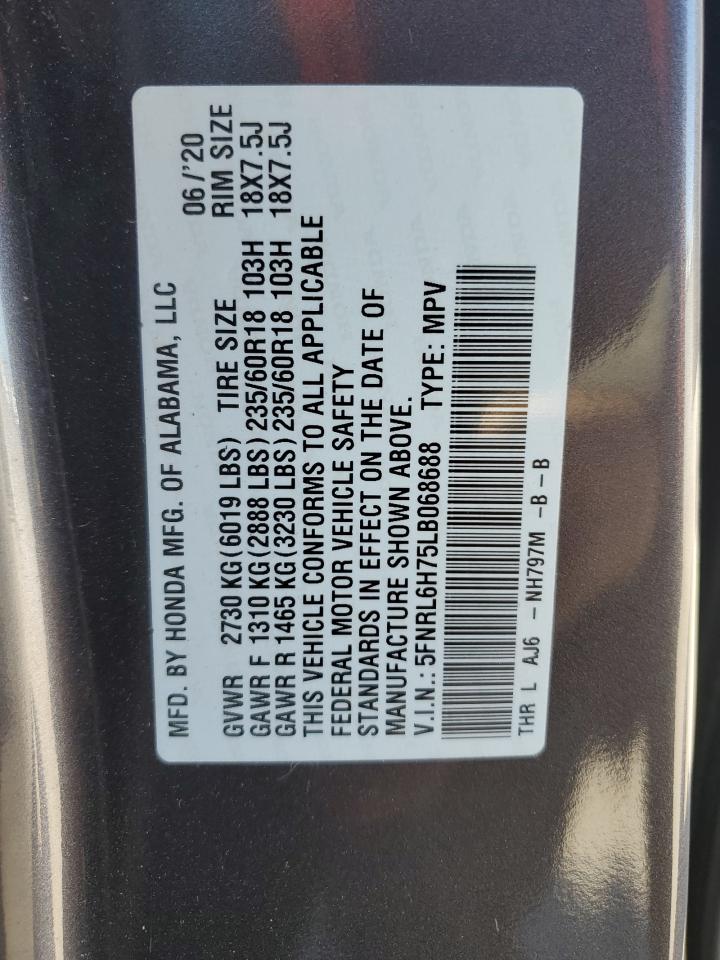 MFD. BY HONDA MFG. OF ALABAMA, LLC 06/'20
GVWR 2730 KG(6019 LBS) TIRE SIZE RIM SIZE
GAWR F 1310 KG(2888 LBS)235/60R18 103H 18X7.5J
GAWR R 1465 KG(3230 LBS)235/60R18 103H 18X7.5J
THIS VEHICLE CONFORMS TO ALL APPLICABLE
FEDERAL MOTOR VEHICLE SAFETY
STANDARDS IN EFFECT ON THE DATE OF
MANUFACTURE SHOWN ABOVE.
V.I.N.: 5FNRL6H75LB068688 TYPE: MPV
THR L AJ6 - NH797M -B-B